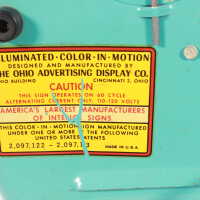 ILLUMINATED·COLOR·IN·MOTION
DESIGNED AND MANUFACTURED BY
THE OHIO ADVERTISING DISPLAY CO.
OHIO BUILDING CINCINNATI 2, OHIO
CAUTION
THIS SIGN OPERATES ON 60 CYCLE
ALTERNATING CURRENT ONLY. 110-120 VOLTS
AMERICA'S LARGEST MANUFACTURERS
OF SIGNS
THIS COLOR·IN·MOTION SIGN MANUFACTURED
UNDER ONE OR MORE THE FOLLOWING
UNITED STATES PATENTS
2,097,122 - 2,097,1
MADE IN U.S.A.